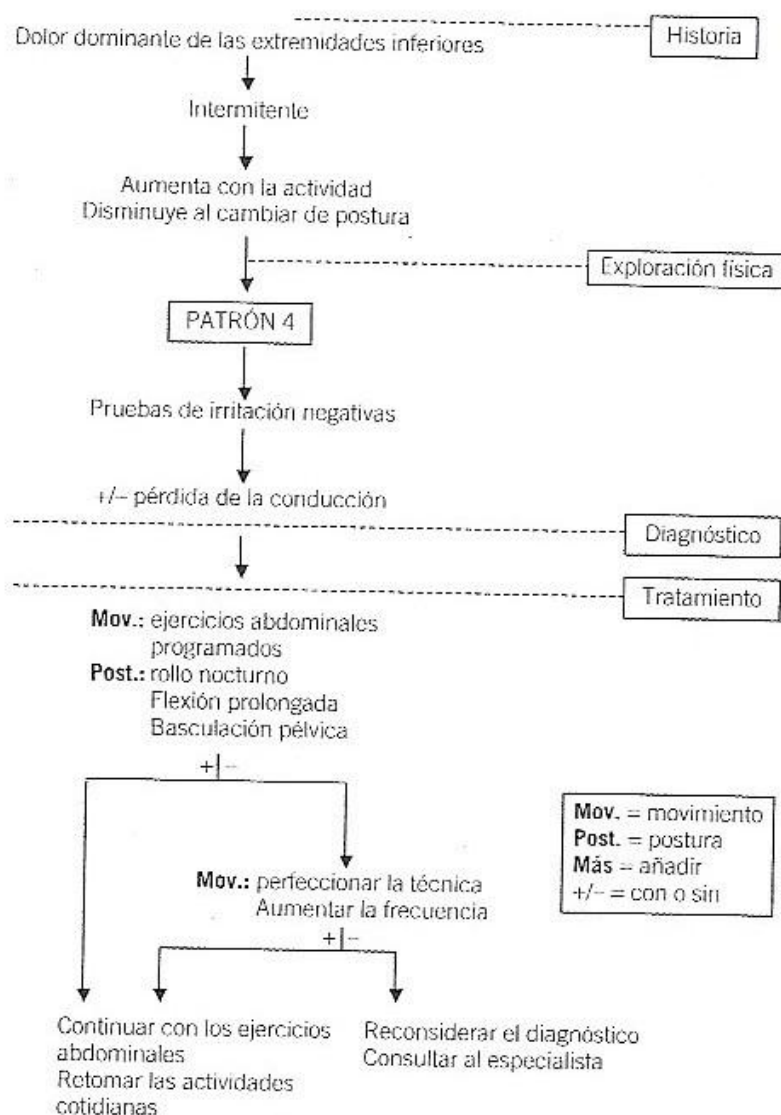 Historia
Dolor dominante de las extremidades inferiores
Intermitente
Aumenta con la actividad
Disminuye al cambiar de postura
Exploración física
PATRÓN 4
Pruebas de irritación negativas
+/– pérdida de la conducción
Diagnóstico
Tratamiento
Mov.: ejercicios abdominales
programados
Post.: rollo nocturno
Flexión prolongada
Basculación pélvica
+|–
Mov. = movimiento
Post. = postura
Más = añadir
+/– = con o sin
Mov.: perfeccionar la técnica
Aumentar la frecuencia
+|–
Continuar con los ejercicios
abdominales
Retomar las actividades
cotidianas
Reconsiderar el diagnóstico
Consultar al especialista